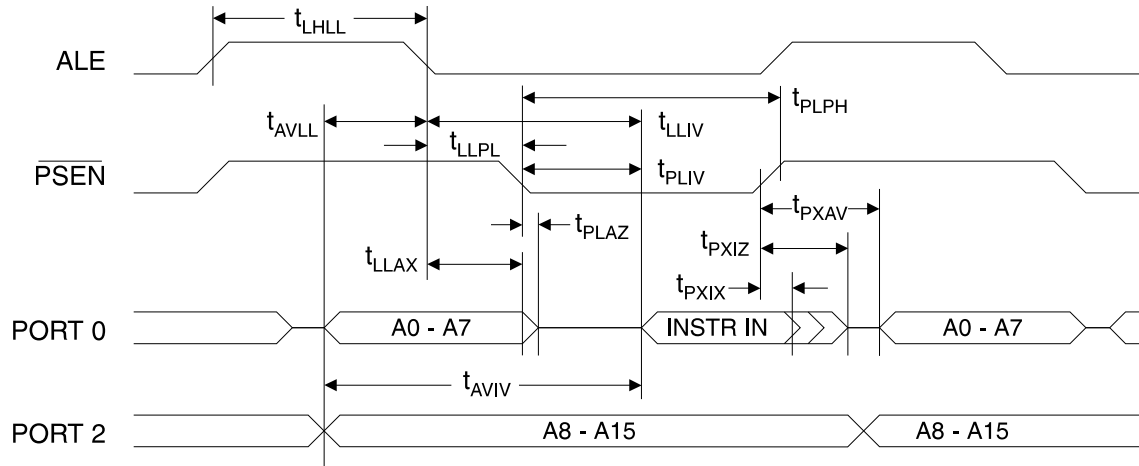 tLHLL
ALE
tPLPH
tAVLL
tLLIV
tLLPL
PSEN
tPLIV
tPXAV
tPLAZ
tLLAX
tPXIZ
tPXIX
PORT 0
A0 - A7
INSTR IN
A0 - A7
tAVIV
PORT 2
A8 - A15
A8 - A15